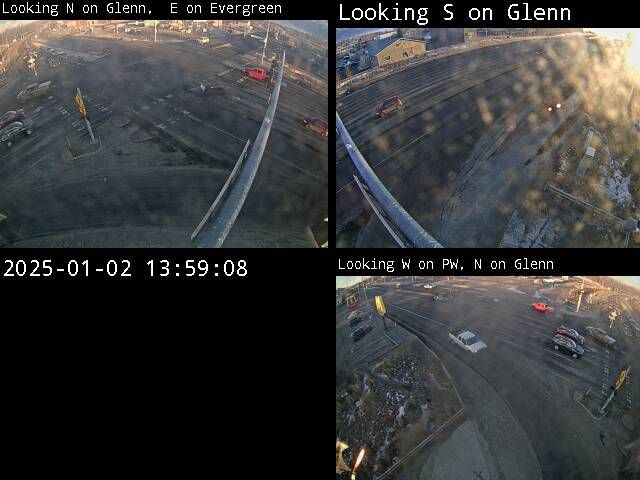 Looking N on Glenn,  E on Evergreen
Looking S on Glenn
2025-01-02 13:59:08
Looking W on PW, N on Glenn